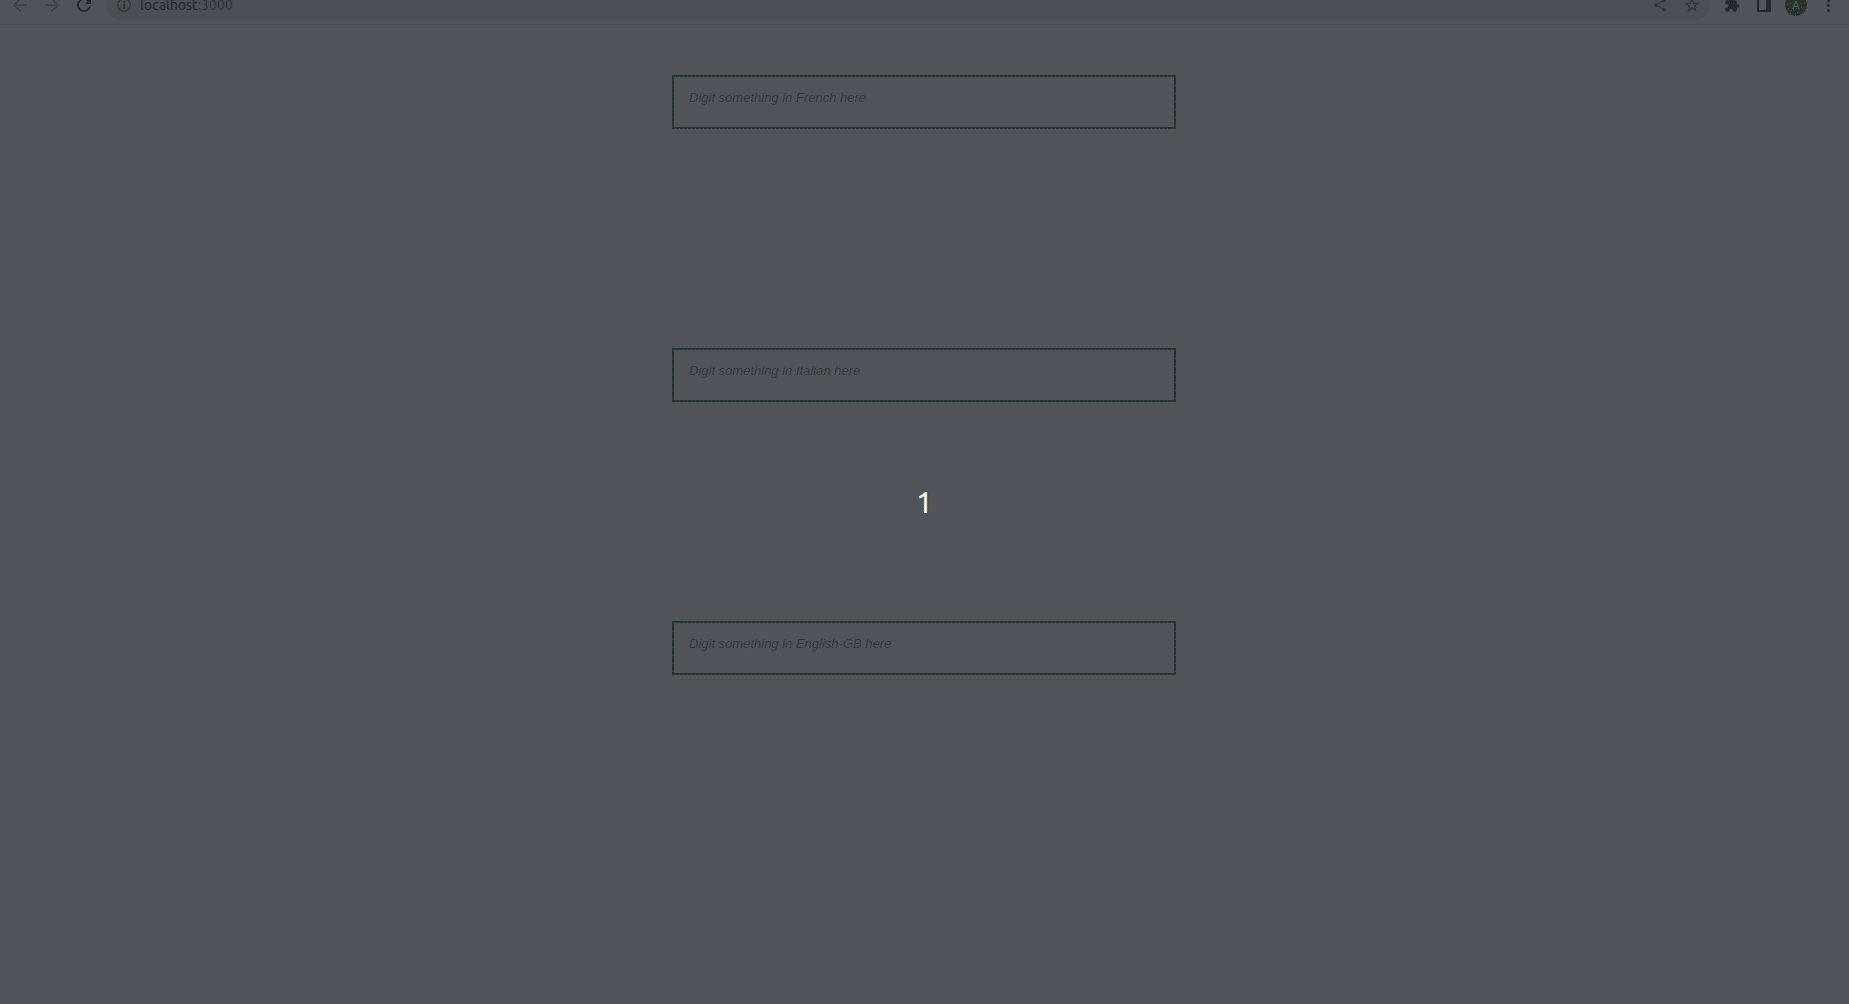 localhost:3000
A
Digit something in French here
Digit something in Italian here
1
Digit something in English-GB here